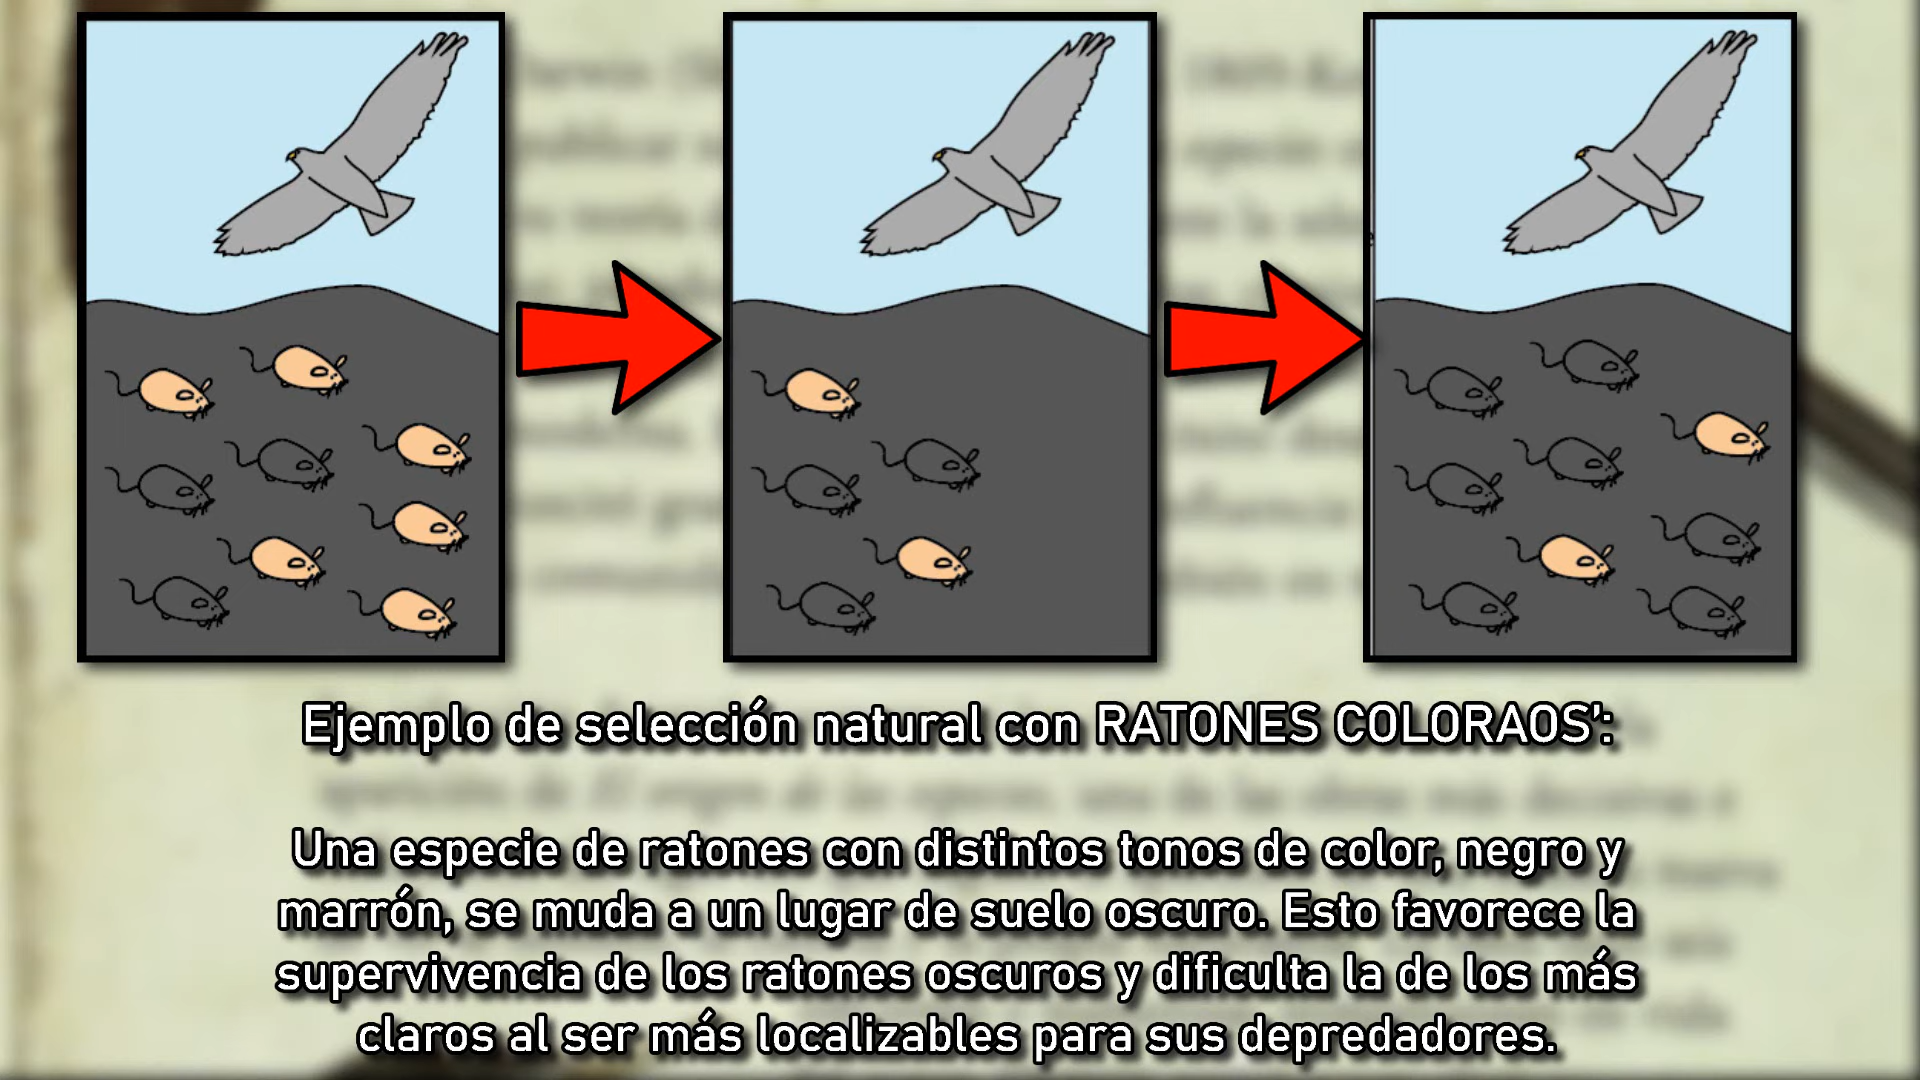 Ejemplo de selección natural con RATONES COLORAOS':
Una especie de ratones con distintos tonos de color, negro y
marrón, se muda a un lugar de suelo oscuro. Esto favorece la
supervivencia de los ratones oscuros y dificulta la de los más
claros al ser más localizables para sus depredadores.